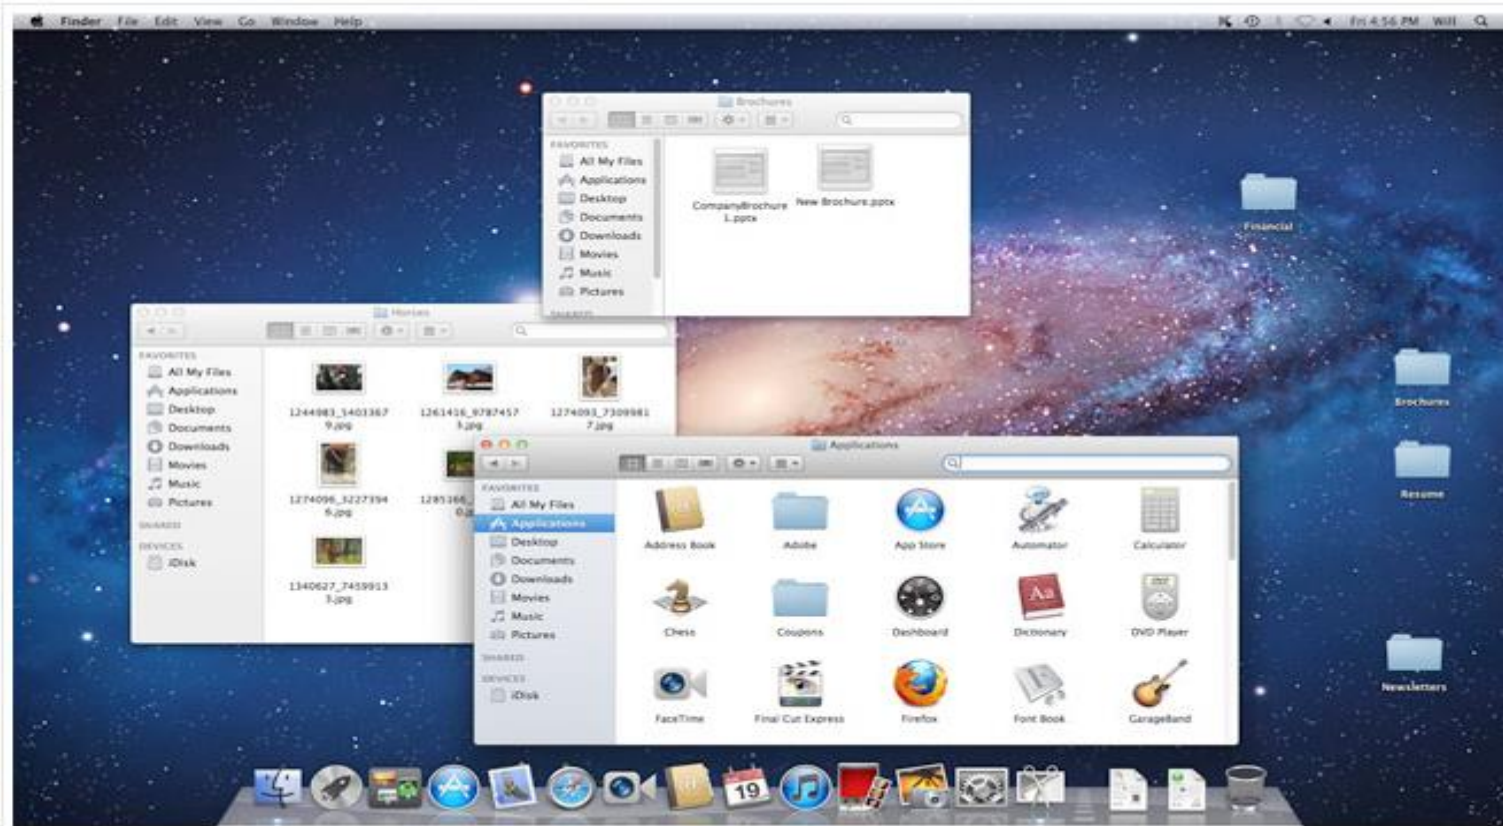 Finder File Edit View Go Window Help
Fri 4:56 PM Will
Brochures
FAVORITES
All My Files
Applications
Desktop
Documents
Downloads
Movies
Music
Pictures
SHARED
CompanyBrochure
1.pptx
New Brochure.pptx
Financial
Brochures
Resume
Newsletters
Horses
FAVORITES
All My Files
Applications
Desktop
Documents
Downloads
Movies
Music
Pictures
SHARED
DEVICES
iDisk
1244983_5403367
9.jpg
1261416_9787457
3.jpg
1274093_7309981
7.jpg
1274096_3227394
6.jpg
1285166_
1340627_7459913
3.jpg
Applications
FAVORITES
All My Files
Applications
Desktop
Documents
Downloads
Movies
Music
Pictures
SHARED
DEVICES
iDisk
Address Book
Adobe
App Store
Automator
Calculator
Chess
Coupons
Dashboard
Dictionary
DVD Player
FaceTime
Final Cut Express
Firefox
Font Book
GarageBand
Aa
19